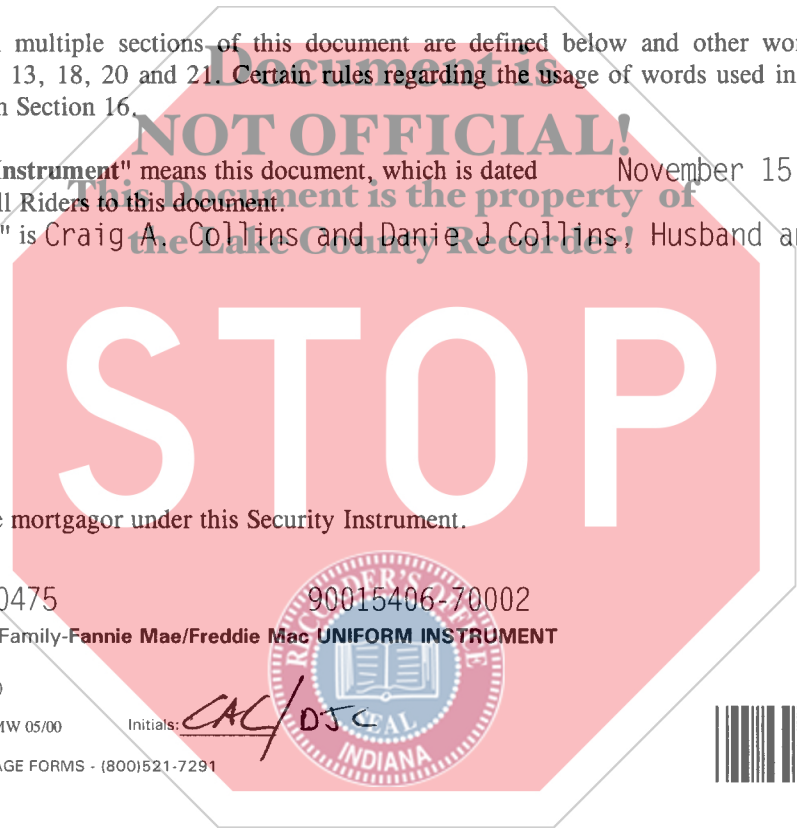 multiple sections of this document are defined below and other wo
Document is
13, 18, 20 and 21. Certain rules regarding the usage of words used in
n Section 16.
NOT OFFICIAL!
Instrument" means this document, which is dated November 15
This Document is the property of
ll Riders to this document.
" is Craig A. Collins and Danie J Collins, Husband a
the Lake County Recorder!
STOP
e mortgagor under this Security Instrument.
0475 90015406-70002
Family-Fannie Mae/Freddie Mac UNIFORM INSTRUMENT
)
MW 05/00 Initials: CAC/DJC
AGE FORMS - (800)521-7291
RECORDER'S OFFICE
SEAL
INDIANA